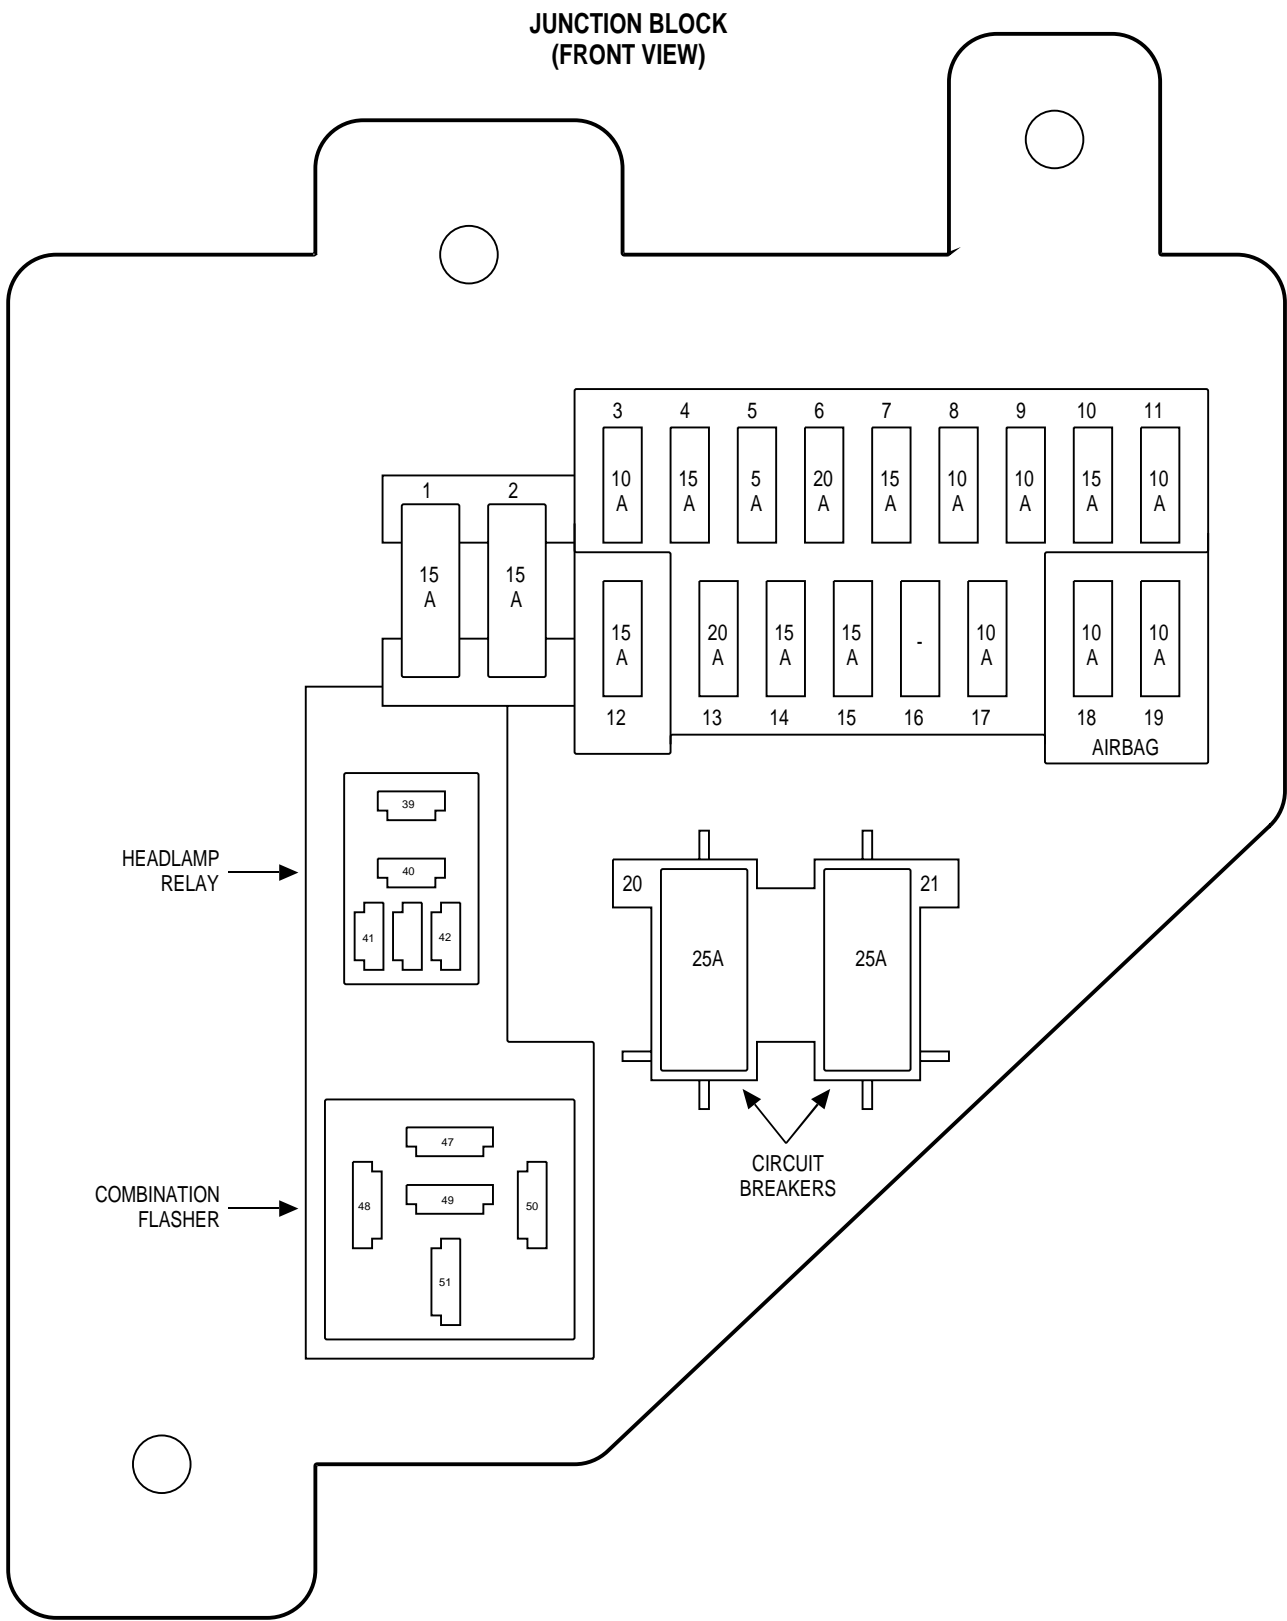 JUNCTION BLOCK
(FRONT VIEW)
3 4 5 6 7 8 9 10 11
10 A 15 A 5 A 20 A 15 A 10 A 10 A 15 A 10 A
1 2
15 A 15 A
15 A 20 A 15 A 15 A - 10 A 10 A 10 A
12 13 14 15 16 17 18 19
AIRBAG
39
HEADLAMP
RELAY
40
41 42
20 21
25A 25A
CIRCUIT
BREAKERS
47
COMBINATION
FLASHER
48 49 50
51